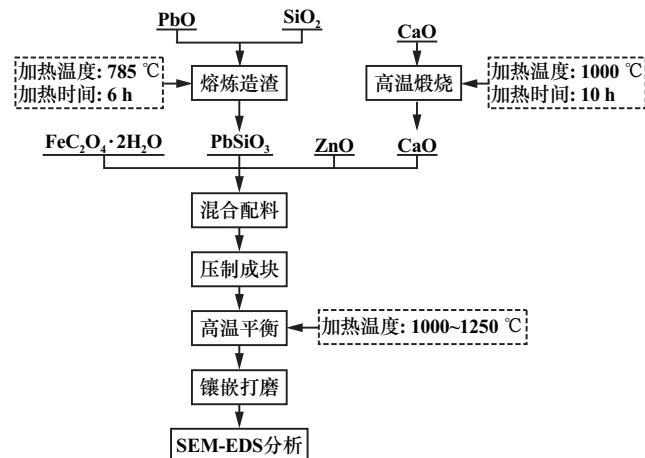 PbO
SiO₂
CaO
加热温度: 785 ℃
加热时间: 6 h
熔炼造渣
高温煅烧
加热温度: 1000 ℃
加热时间: 10 h
FeC₂O₄·2H₂O
PbSiO₃
ZnO
CaO
混合配料
压制成块
高温平衡
加热温度: 1000~1250 ℃
镶嵌打磨
SEM-EDS分析